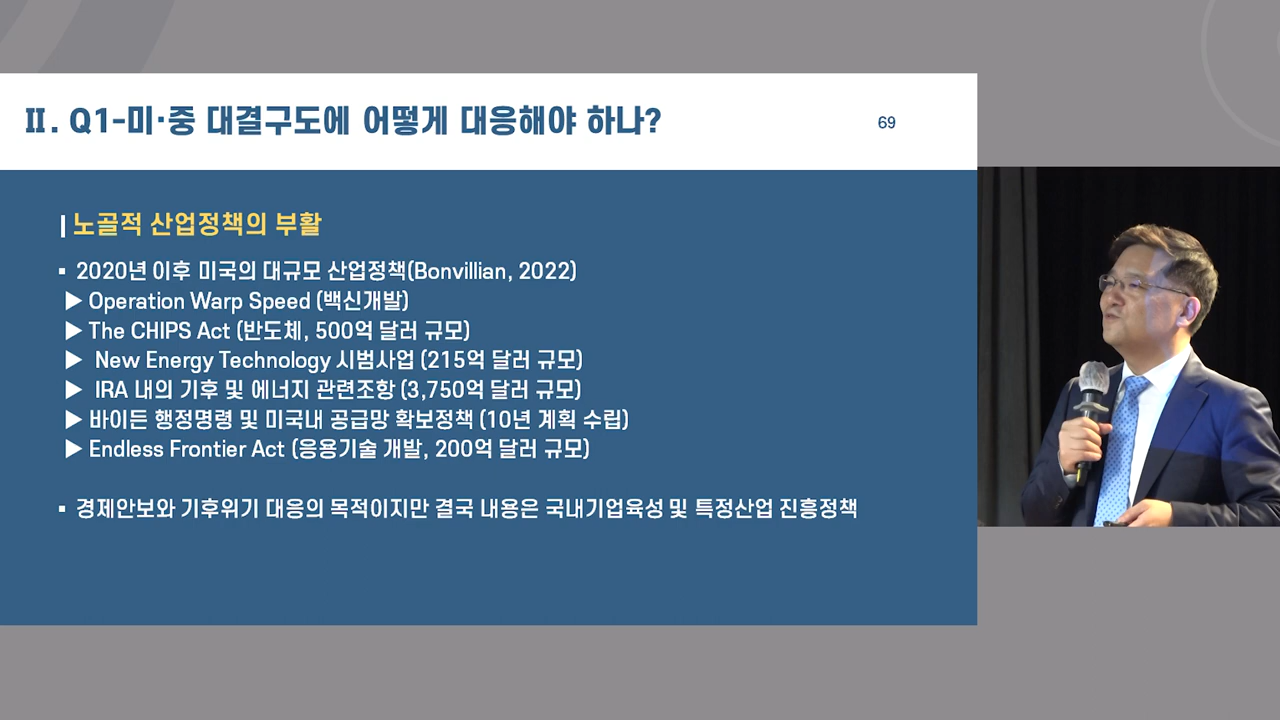 Ⅱ. Q1-미·중 대결구도에 어떻게 대응해야 하나?
69
노골적 산업정책의 부활
▪ 2020년 이후 미국의 대규모 산업정책(Bonvillian, 2022)
▶ Operation Warp Speed (백신개발)
▶ The CHIPS Act (반도체, 500억 달러 규모)
▶ New Energy Technology 시범사업 (215억 달러 규모)
▶ IRA 내의 기후 및 에너지 관련조항 (3,750억 달러 규모)
▶ 바이든 행정명령 및 미국내 공급망 확보정책 (10년 계획 수립)
▶ Endless Frontier Act (응용기술 개발, 200억 달러 규모)
▪ 경제안보와 기후위기 대응의 목적이지만 결국 내용은 국내기업육성 및 특정산업 진흥정책